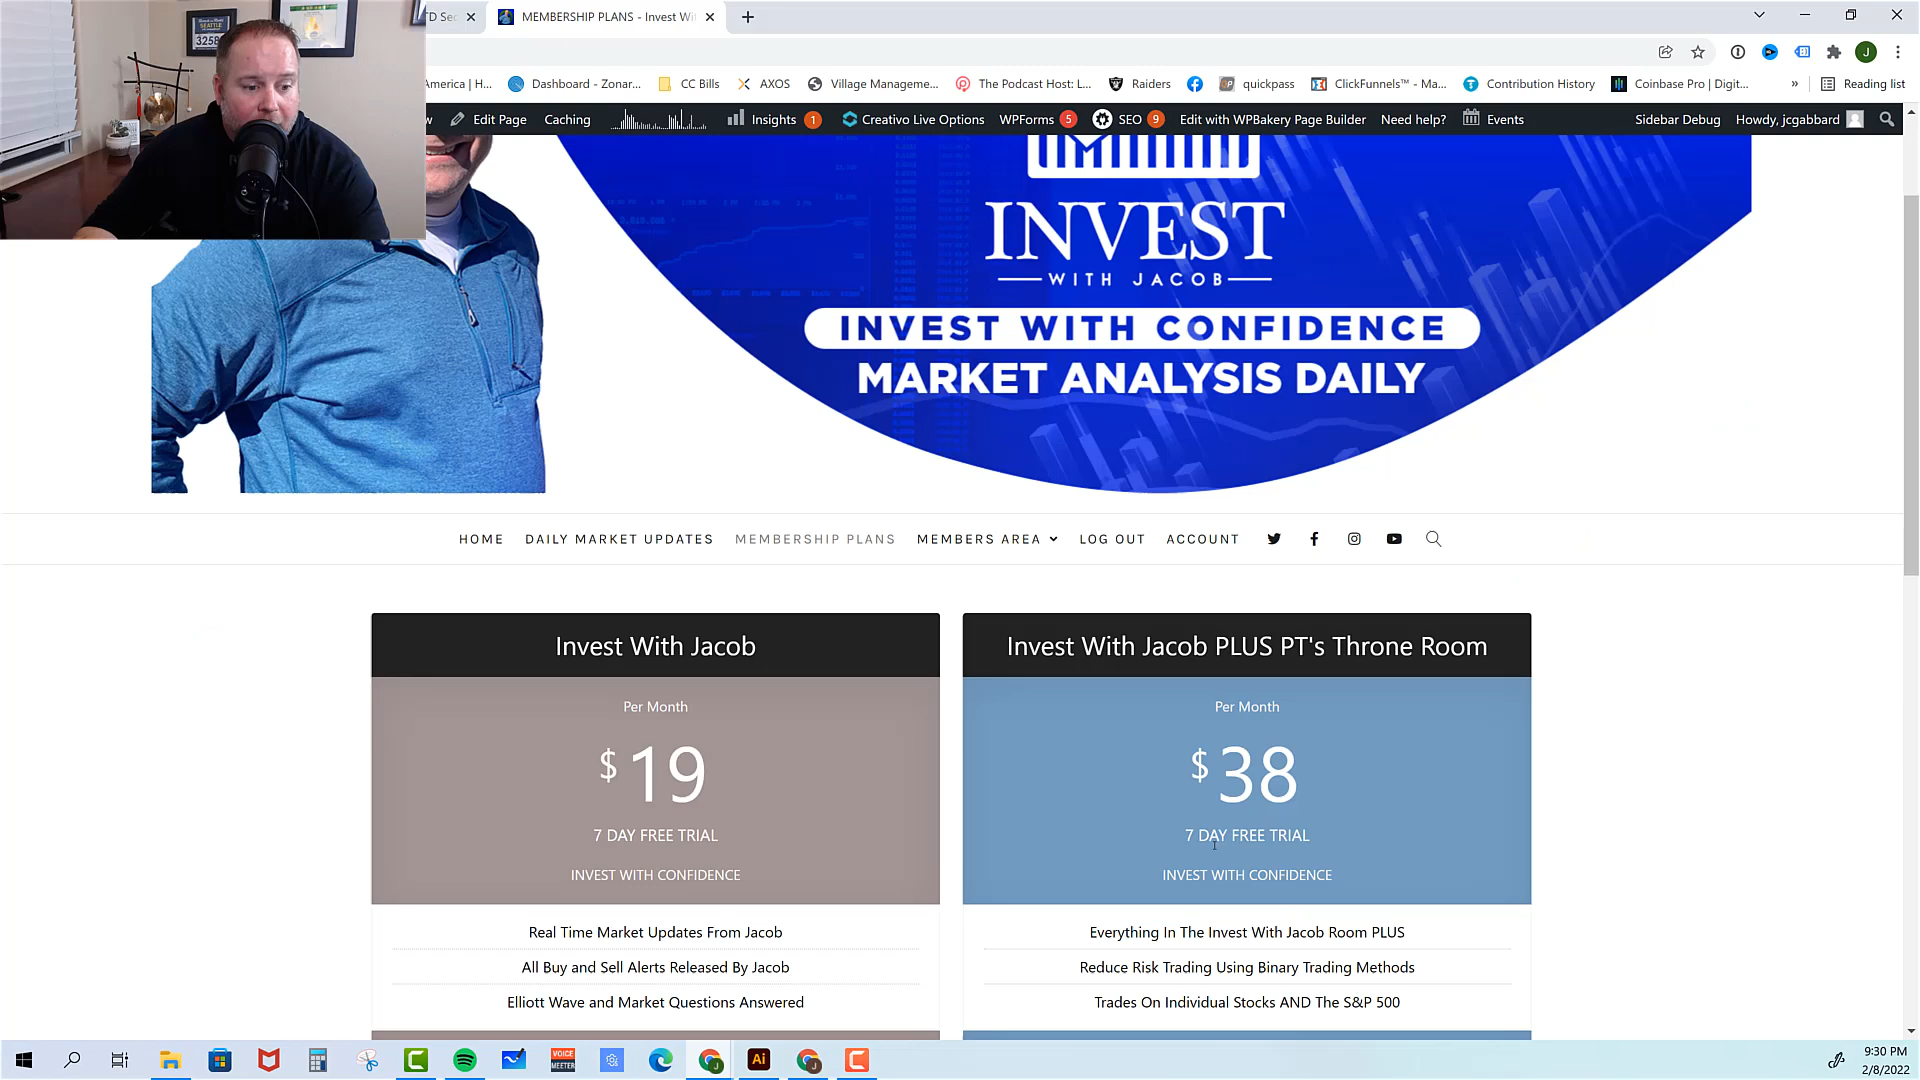 SEATTLE
3258
TD Sec
MEMBERSHIP PLANS - Invest Wi
America | H...
Dashboard - Zonar...
CC Bills
AXOS
Village Manageme...
The Podcast Host: L...
Raiders
quickpass
ClickFunnels™ - Ma...
Contribution History
Coinbase Pro | Digit...
»
Reading list
w
Edit Page
Caching
Insights 1
Creativo Live Options
WPForms 5
SEO 9
Edit with WPBakery Page Builder
Need help?
Events
Sidebar Debug
Howdy, jcgabbard
INVEST
WITH JACOB
INVEST WITH CONFIDENCE
MARKET ANALYSIS DAILY
HOME
DAILY MARKET UPDATES
MEMBERSHIP PLANS
MEMBERS AREA
LOG OUT
ACCOUNT
Invest With Jacob
Per Month
$19
7 DAY FREE TRIAL
INVEST WITH CONFIDENCE
Real Time Market Updates From Jacob
All Buy and Sell Alerts Released By Jacob
Elliott Wave and Market Questions Answered
Invest With Jacob PLUS PT's Throne Room
Per Month
$38
7 DAY FREE TRIAL
INVEST WITH CONFIDENCE
Everything In The Invest With Jacob Room PLUS
Reduce Risk Trading Using Binary Trading Methods
Trades On Individual Stocks AND The S&P 500
VOICE
MEETER
Ai
9:30 PM
2/8/2022